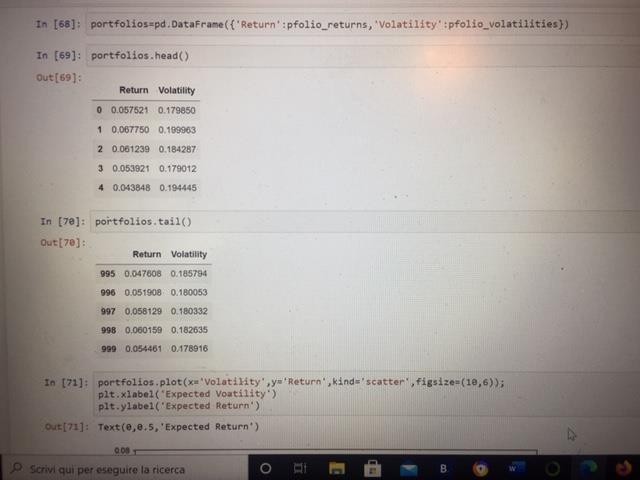 In [68]: portfolios=pd.DataFrame({'Return':pfolio_returns,'Volatility':pfolio_volatilities})
In [69]: portfolios.head()
Out[69]:
Return Volatility
0 0.057521 0.179850
1 0.067750 0.199963
2 0.061239 0.184287
3 0.053921 0.179012
4 0.043848 0.194445
In [70]: portfolios.tail()
Out[70]:
Return Volatility
995 0.047608 0.185794
996 0.051908 0.180053
997 0.058129 0.180332
998 0.060159 0.182635
999 0.054461 0.178916
In [71]: portfolios.plot(x='Volatility',y='Return',kind='scatter',figsize=(10,6));
plt.xlabel('Expected Voatility')
plt.ylabel('Expected Return')
Out[71]: Text(0,0.5,'Expected Return')
0.08
Scrivi qui per eseguire la ricerca
B.
W